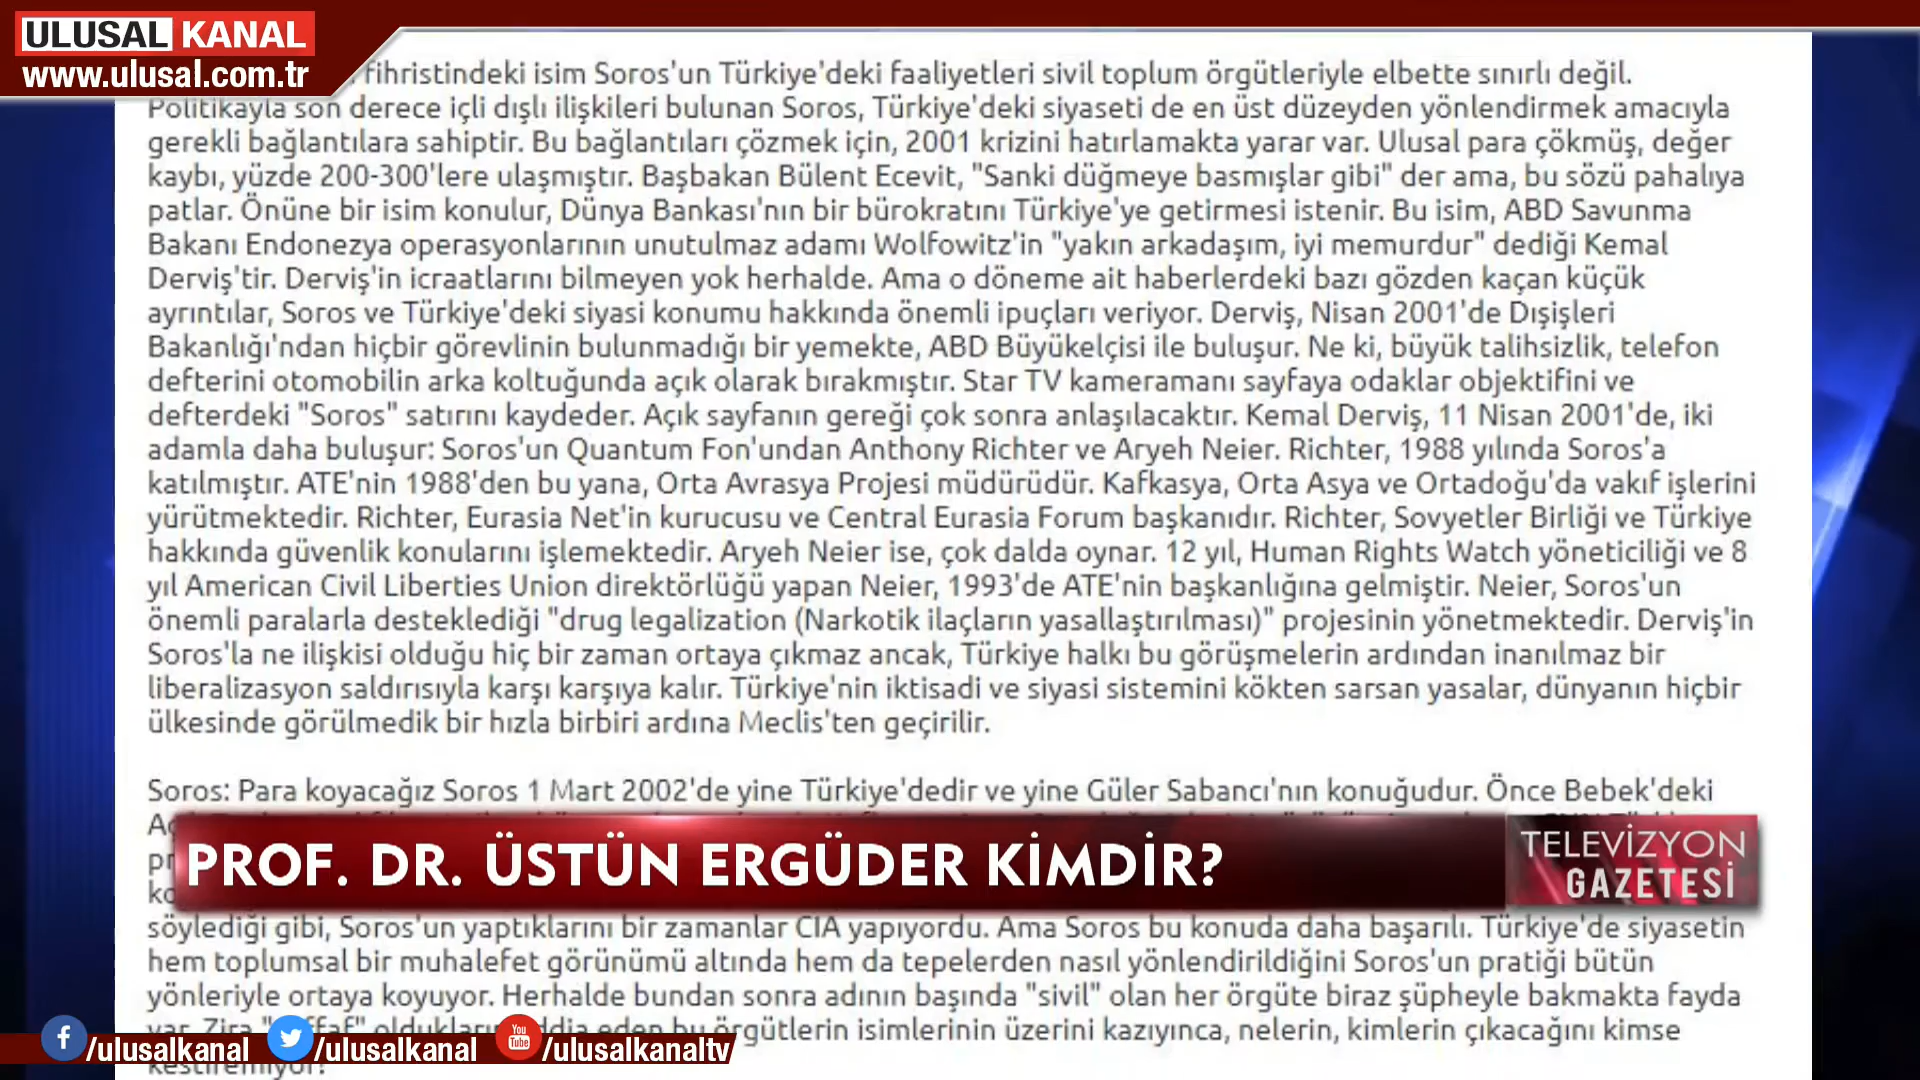 ULUSAL KANAL
www.ulusal.com.tr
fihristindeki isim Soros'un Türkiye'deki faaliyetleri sivil toplum örgütleriyle elbette sınırlı değil.
Politikayla son derece içli dışlı ilişkileri bulunan Soros, Türkiye'deki siyaseti de en üst düzeyden yönlendirmek amacıyla
gerekli bağlantılara sahiptir. Bu bağlantıları çözmek için, 2001 krizini hatırlamakta yarar var. Ulusal para çökmüş, değer
kaybı, yüzde 200-300'lere ulaşmıştır. Başbakan Bülent Ecevit, "Sanki düğmeye basmışlar gibi" der ama, bu sözü pahalıya
patlar. Önüne bir isim konulur, Dünya Bankası'nın bir bürokratını Türkiye'ye getirmesi istenir. Bu isim, ABD Savunma
Bakanı Endonezya operasyonlarının unutulmaz adamı Wolfowitz'in "yakın arkadaşım, iyi memurdur" dediği Kemal
Derviş'tir. Derviş'in icraatlarını bilmeyen yok herhalde. Ama o döneme ait haberlerdeki bazı gözden kaçan küçük
ayrıntılar, Soros ve Türkiye'deki siyasi konumu hakkında önemli ipuçları veriyor. Derviş, Nisan 2001'de Dışişleri
Bakanlığı'ndan hiçbir görevlinin bulunmadığı bir yemekte, ABD Büyükelçisi ile buluşur. Ne ki, büyük talihsizlik, telefon
defterini otomobilin arka koltuğunda açık olarak bırakmıştır. Star TV kameramanı sayfaya odaklar objektifini ve
defterdeki "Soros" satırını kaydeder. Açık sayfanın gereği çok sonra anlaşılacaktır. Kemal Derviş, 11 Nisan 2001'de, iki
adamla daha buluşur: Soros'un Quantum Fon'undan Anthony Richter ve Aryeh Neier. Richter, 1988 yılında Soros'a
katılmıştır. ATE'nin 1988'den bu yana, Orta Avrasya Projesi müdürüdür. Kafkasya, Orta Asya ve Ortadoğu'da vakıf işlerini
yürütmektedir. Richter, Eurasia Net'in kurucusu ve Central Eurasia Forum başkanıdır. Richter, Sovyetler Birliği ve Türkiye
hakkında güvenlik konularını işlemektedir. Aryeh Neier ise, çok dalda oynar. 12 yıl, Human Rights Watch yöneticiliği ve 8
yıl American Civil Liberties Union direktörlüğü yapan Neier, 1993'de ATE'nin başkanlığına gelmiştir. Neier, Soros'un
önemli paralarla desteklediği "drug legalization (Narkotik ilaçların yasallaştırılması)" projesinin yönetmektedir. Derviş'in
Soros'la ne ilişkisi olduğu hiç bir zaman ortaya çıkmaz ancak, Türkiye halkı bu görüşmelerin ardından inanılmaz bir
liberalizasyon saldırısıyla karşı karşıya kalır. Türkiye'nin iktisadi ve siyasi sistemini kökten sarsan yasalar, dünyanın hiçbir
ülkesinde görülmedik bir hızla birbiri ardına Meclis'ten geçirilir.
Soros: Para koyacağız Soros 1 Mart 2002'de yine Türkiye'dedir ve yine Güler Sabancı'nın konuğudur. Önce Bebek'deki
PROF. DR. ÜSTÜN ERGÜDER KİMDİR?
TELEVİZYON
GAZETESİ
söylediği gibi, Soros'un yaptıklarını bir zamanlar CIA yapıyordu. Ama Soros bu konuda daha başarılı. Türkiye'de siyasetin
hem toplumsal bir muhalefet görünümü altında hem da tepelerden nasıl yönlendirildiğini Soros'un pratiği bütün
yönleriyle ortaya koyuyor. Herhalde bundan sonra adının başında "sivil" olan her örgüte biraz şüpheyle bakmakta fayda
var. Zira eden bu örgütlerin isimlerinin üzerini kazıyınca, nelerin, kimlerin çıkacağını kimse
kestiremiyor!
/ulusalkanal
/ulusalkanal
You Tube
/ulusalkanaltv